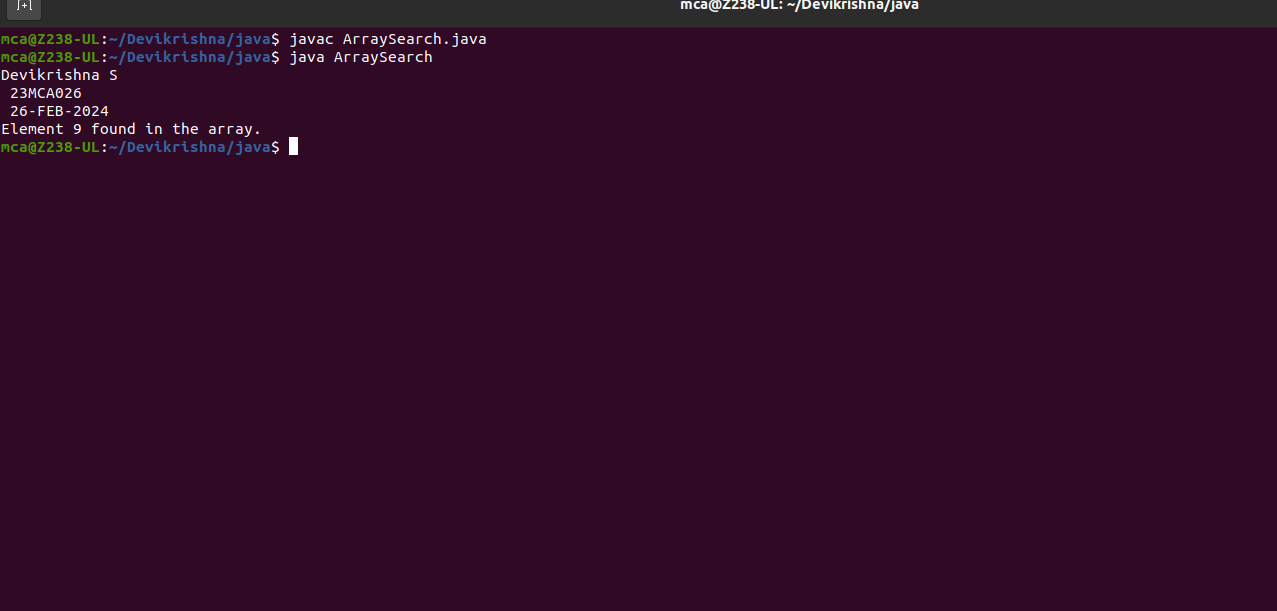 mca@Z238-UL: ~/Devikrishna/java
mca@Z238-UL:~/Devikrishna/java$ javac ArraySearch.java
mca@Z238-UL:~/Devikrishna/java$ java ArraySearch
Devikrishna S
 23MCA026
 26-FEB-2024
Element 9 found in the array.
mca@Z238-UL:~/Devikrishna/java$